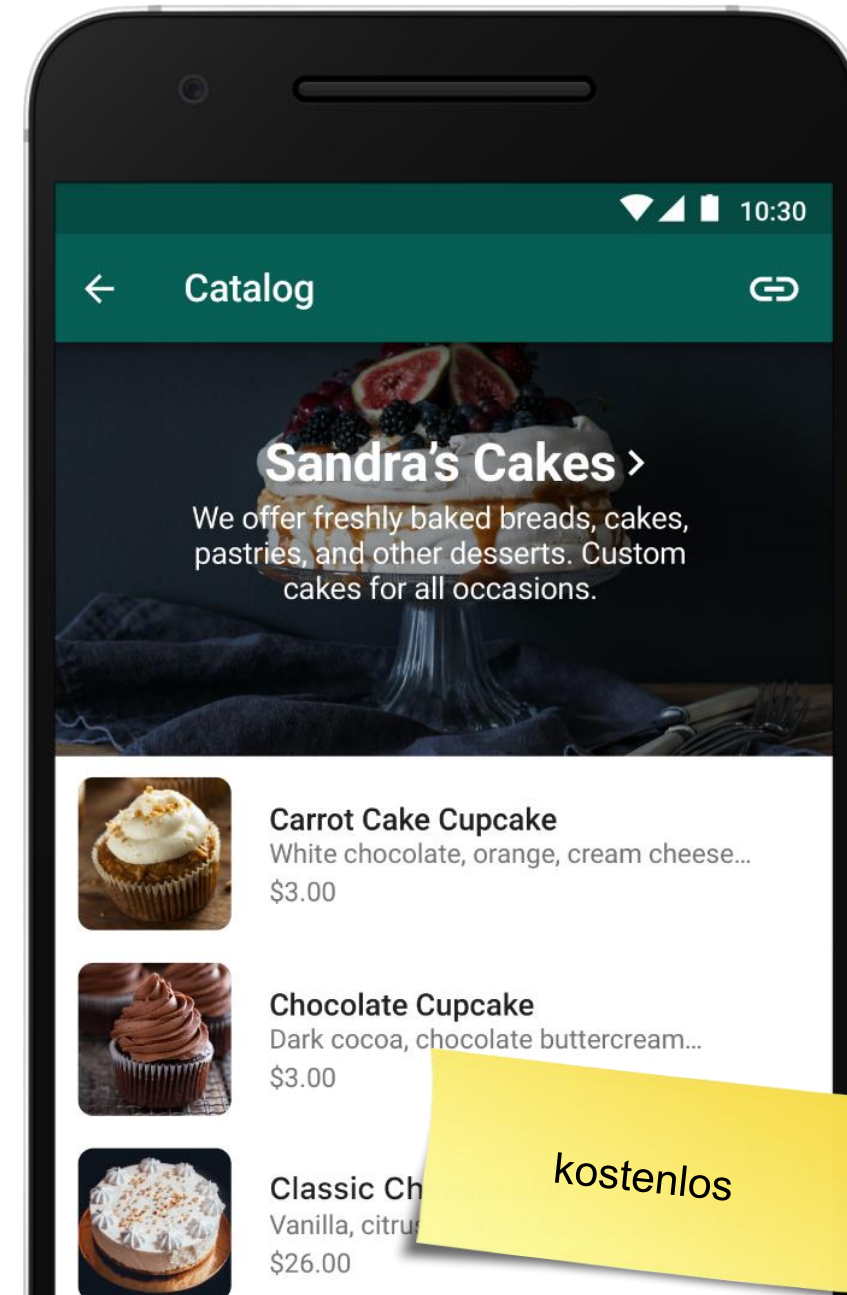 10:30
Catalog
Sandra's Cakes
We offer freshly baked breads, cakes,
pastries, and other desserts. Custom
cakes for all occasions.
Carrot Cake Cupcake
White chocolate, orange, cream cheese...
$3.00
Chocolate Cupcake
Dark cocoa, chocolate buttercream...
$3.00
Classic
Vanilla,
$26.00
kostenlos